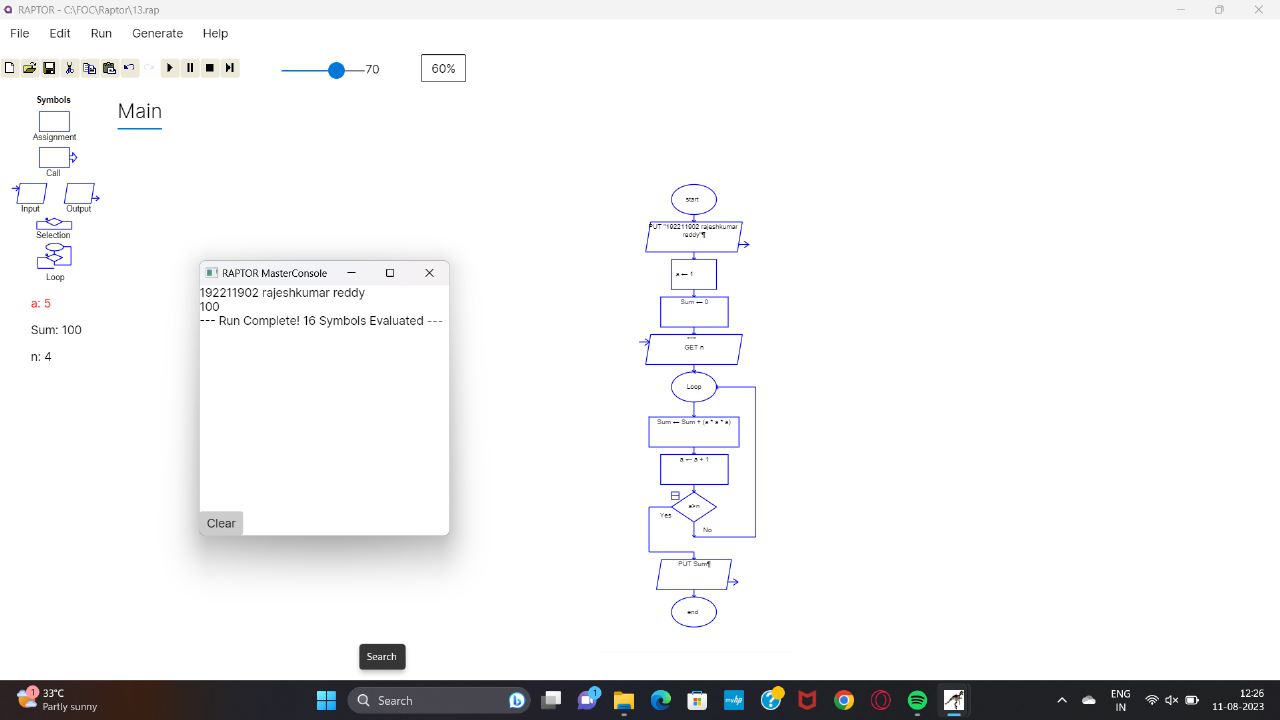 RAPTOR - C:\FOC\Raptor\13.rap
File Edit Run Generate Help
70
60%
Symbols
Assignment
Call
Input Output
Selection
Loop
a: 5
Sum: 100
n: 4
Main
RAPTOR MasterConsole
192211902 rajeshkumar reddy
100
--- Run Complete! 16 Symbols Evaluated ---
Clear
start
PUT "192211902 rajeshkumar
reddy"¶
a ← 1
Sum ← 0
GET n
Loop
Sum ← Sum + (a * a * a)
a ← a + 1
a>n
Yes
No
PUT Sum¶
end
Search
1
33°C
Partly sunny
Search
1
myhp
ENG
IN
12:26
11-08-2023